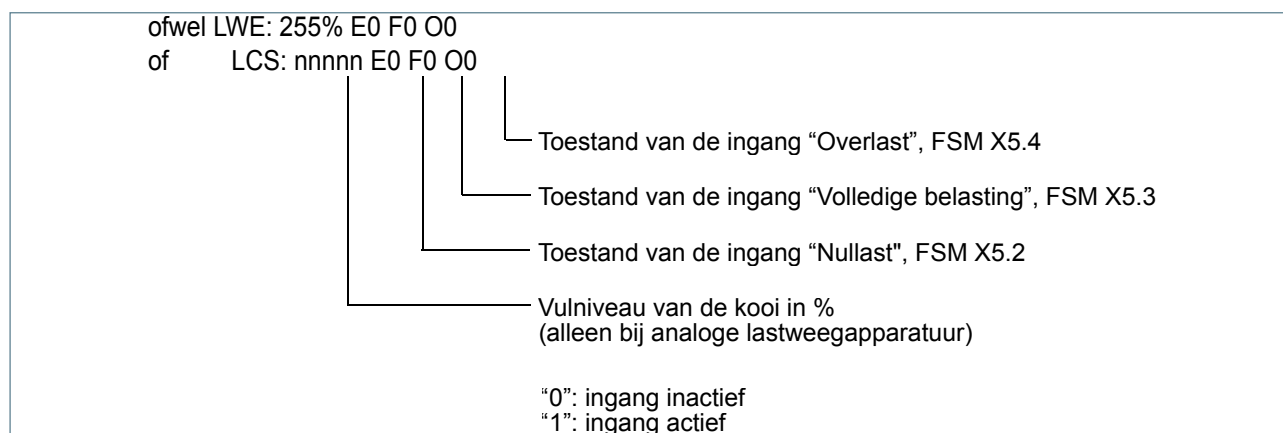 ofwel LWE: 255% E0 F0 O0
of LCS: nnnnn E0 F0 O0
Toestand van de ingang “Overlast”, FSM X5.4
Toestand van de ingang “Volledige belasting”, FSM X5.3
Toestand van de ingang “Nullast", FSM X5.2
Vulniveau van de kooi in %
(alleen bij analoge lastweegapparatuur)
“0”: ingang inactief
“1”: ingang actief